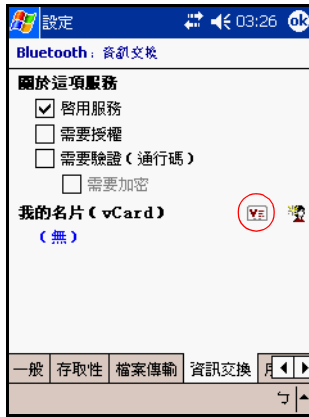 設定 03:26 ok
Bluetooth：資訊交換
關於這項服務
啓用服務
需要授權
需要驗證（通行碼）
需要加密
我的名片（vCard）
（無）
一般 存取性 檔案傳輸 資訊交換
ㄅ